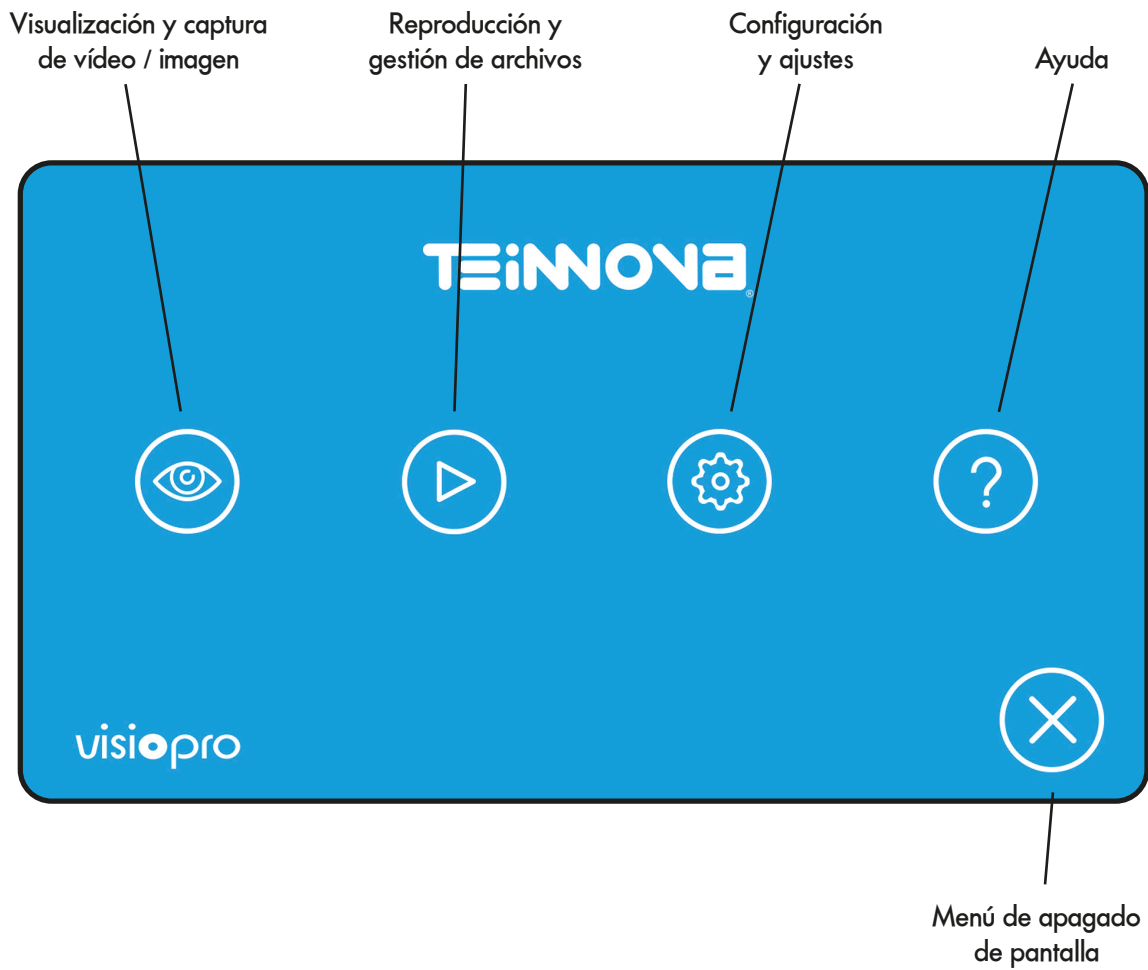 Visualización y captura
de vídeo / imagen
Reproducción y
gestión de archivos
Configuración
y ajustes
Ayuda
TEiNNOVA®
?
visiopro
Menú de apagado
de pantalla